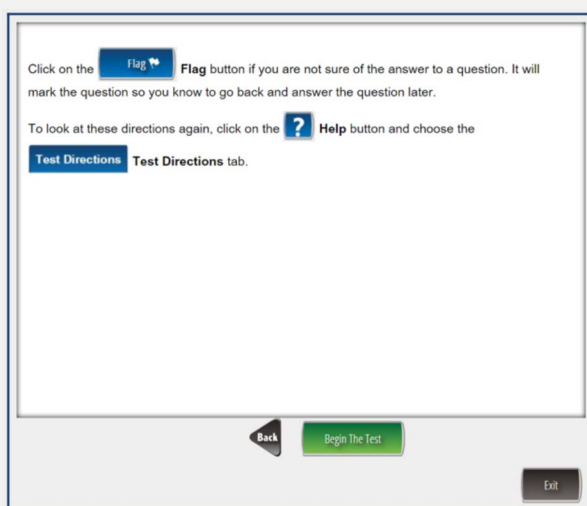 Click on the Flag Flag button if you are not sure of the answer to a question. It will
mark the question so you know to go back and answer the question later.
To look at these directions again, click on the ? Help button and choose the
Test Directions Test Directions tab.
Back Begin The Test
Exit